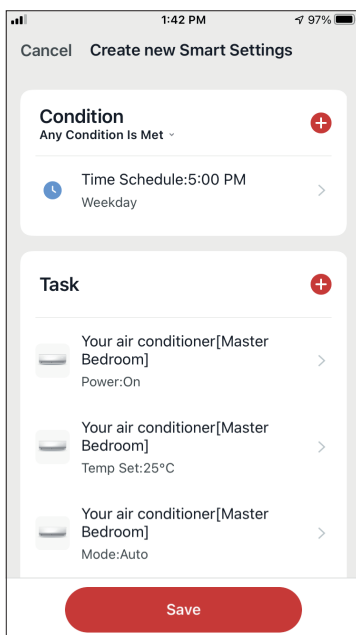 1:42 PM
97%
Cancel Create new Smart Settings
Condition
Any Condition Is Met
Time Schedule:5:00 PM
Weekday
Task
Your air conditioner[Master
Bedroom]
Power:On
Your air conditioner[Master
Bedroom]
Temp Set:25°C
Your air conditioner[Master
Bedroom]
Mode:Auto
Save